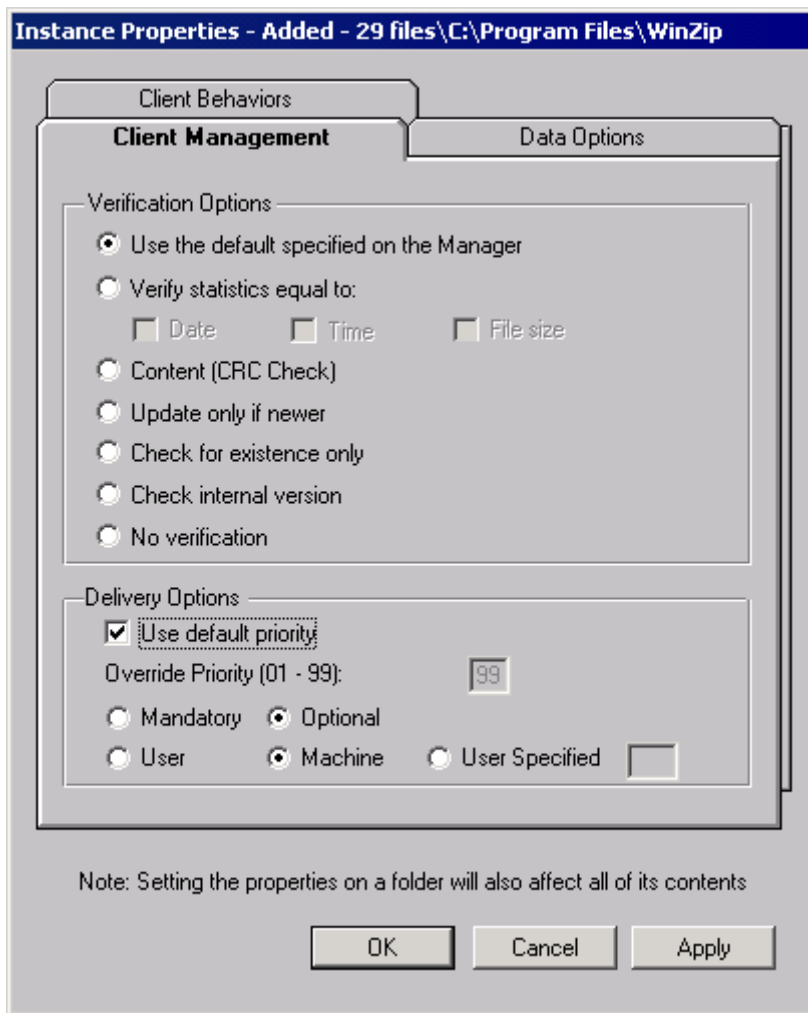 Instance Properties - Added - 29 files\C:\Program Files\WinZip
Client Behaviors
Client Management
Data Options
Verification Options
Use the default specified on the Manager
Verify statistics equal to:
Date Time File size
Content (CRC Check)
Update only if newer
Check for existence only
Check internal version
No verification
Delivery Options
Use default priority
Override Priority (01 - 99): 99
Mandatory Optional
User Machine User Specified
Note: Setting the properties on a folder will also affect all of its contents
OK Cancel Apply